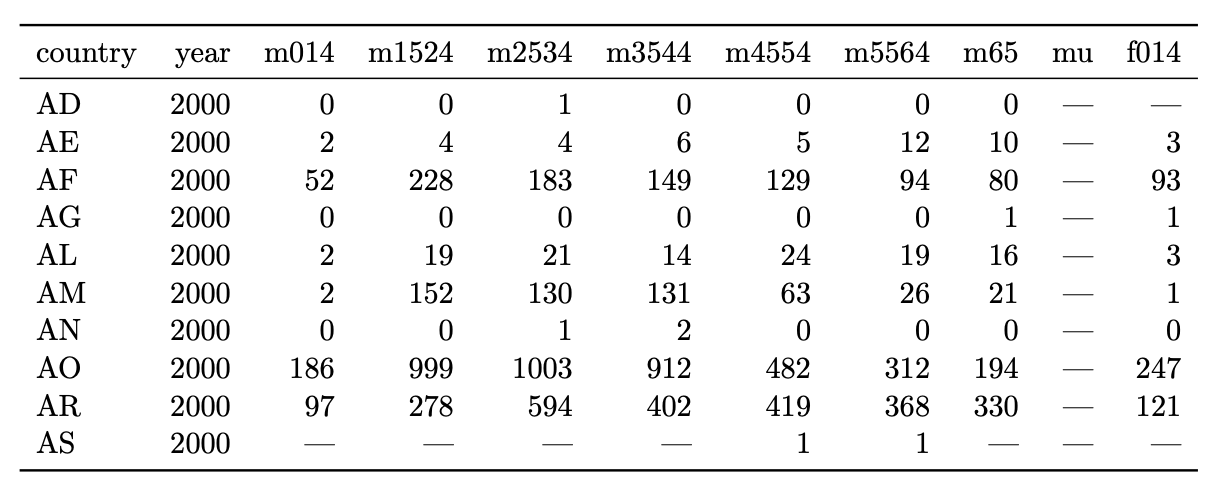 country year m014 m1524 m2534 m3544 m4554 m5564 m65 mu f014
AD 2000 0 0 1 0 0 0 0 — —
AE 2000 2 4 4 6 5 12 10 — 3
AF 2000 52 228 183 149 129 94 80 — 93
AG 2000 0 0 0 0 0 0 1 — 1
AL 2000 2 19 21 14 24 19 16 — 3
AM 2000 2 152 130 131 63 26 21 — 1
AN 2000 0 0 1 2 0 0 0 — 0
AO 2000 186 999 1003 912 482 312 194 — 247
AR 2000 97 278 594 402 419 368 330 — 121
AS 2000 — — — — 1 1 — — —